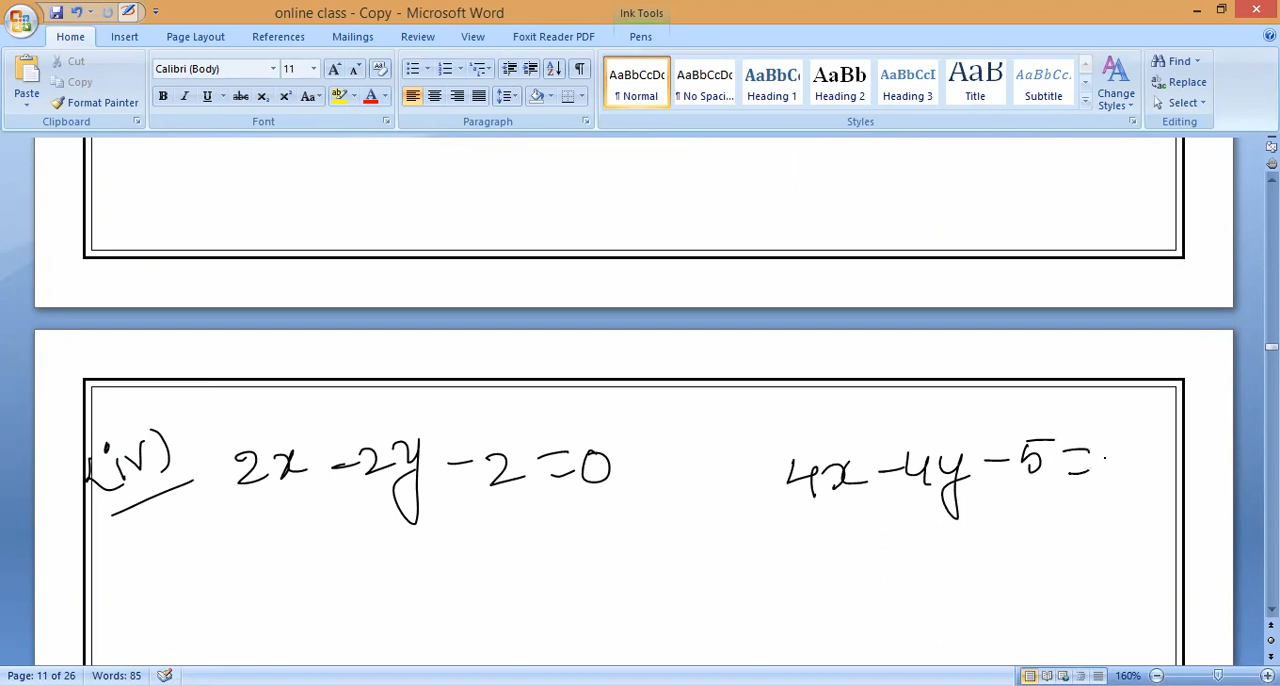 online class - Copy - Microsoft Word
Ink Tools
Home Insert Page Layout References Mailings Review View Foxit Reader PDF Pens
Paste
Cut
Copy
Format Painter
Clipboard
Calibri (Body) 11
Font
Paragraph
AaBbCcDc AaBbCcDc AaBbC( AaBb AaBbCcI AaB AaBbCc.
¶ Normal ¶ No Spaci... Heading 1 Heading 2 Heading 3 Title Subtitle
Change Styles
Styles
Find
Replace
Select
Editing
(iv) 2x - 2y - 2 = 0 4x - 4y - 5 =
Page: 11 of 26 Words: 85 160%